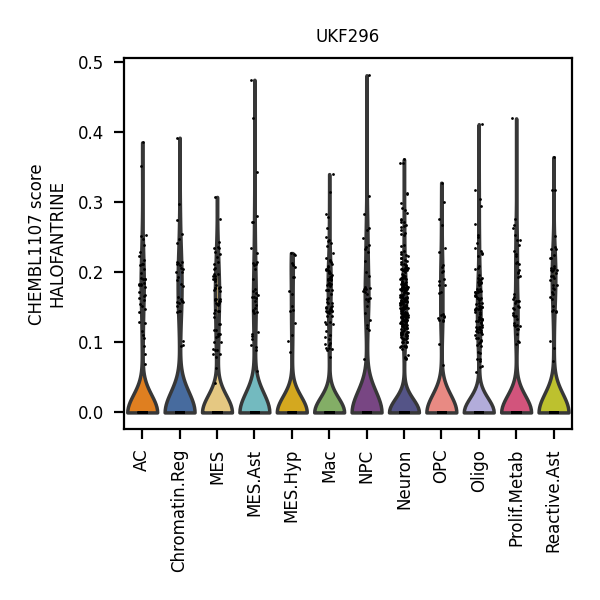 UKF296
CHEMBL1107 score
HALOFANTRINE
0.5
0.4
0.3
0.2
0.1
0.0
AC
Chromatin.Reg
MES
MES.Ast
MES.Hyp
Mac
NPC
Neuron
OPC
Oligo
Prolif.Metab
Reactive.Ast